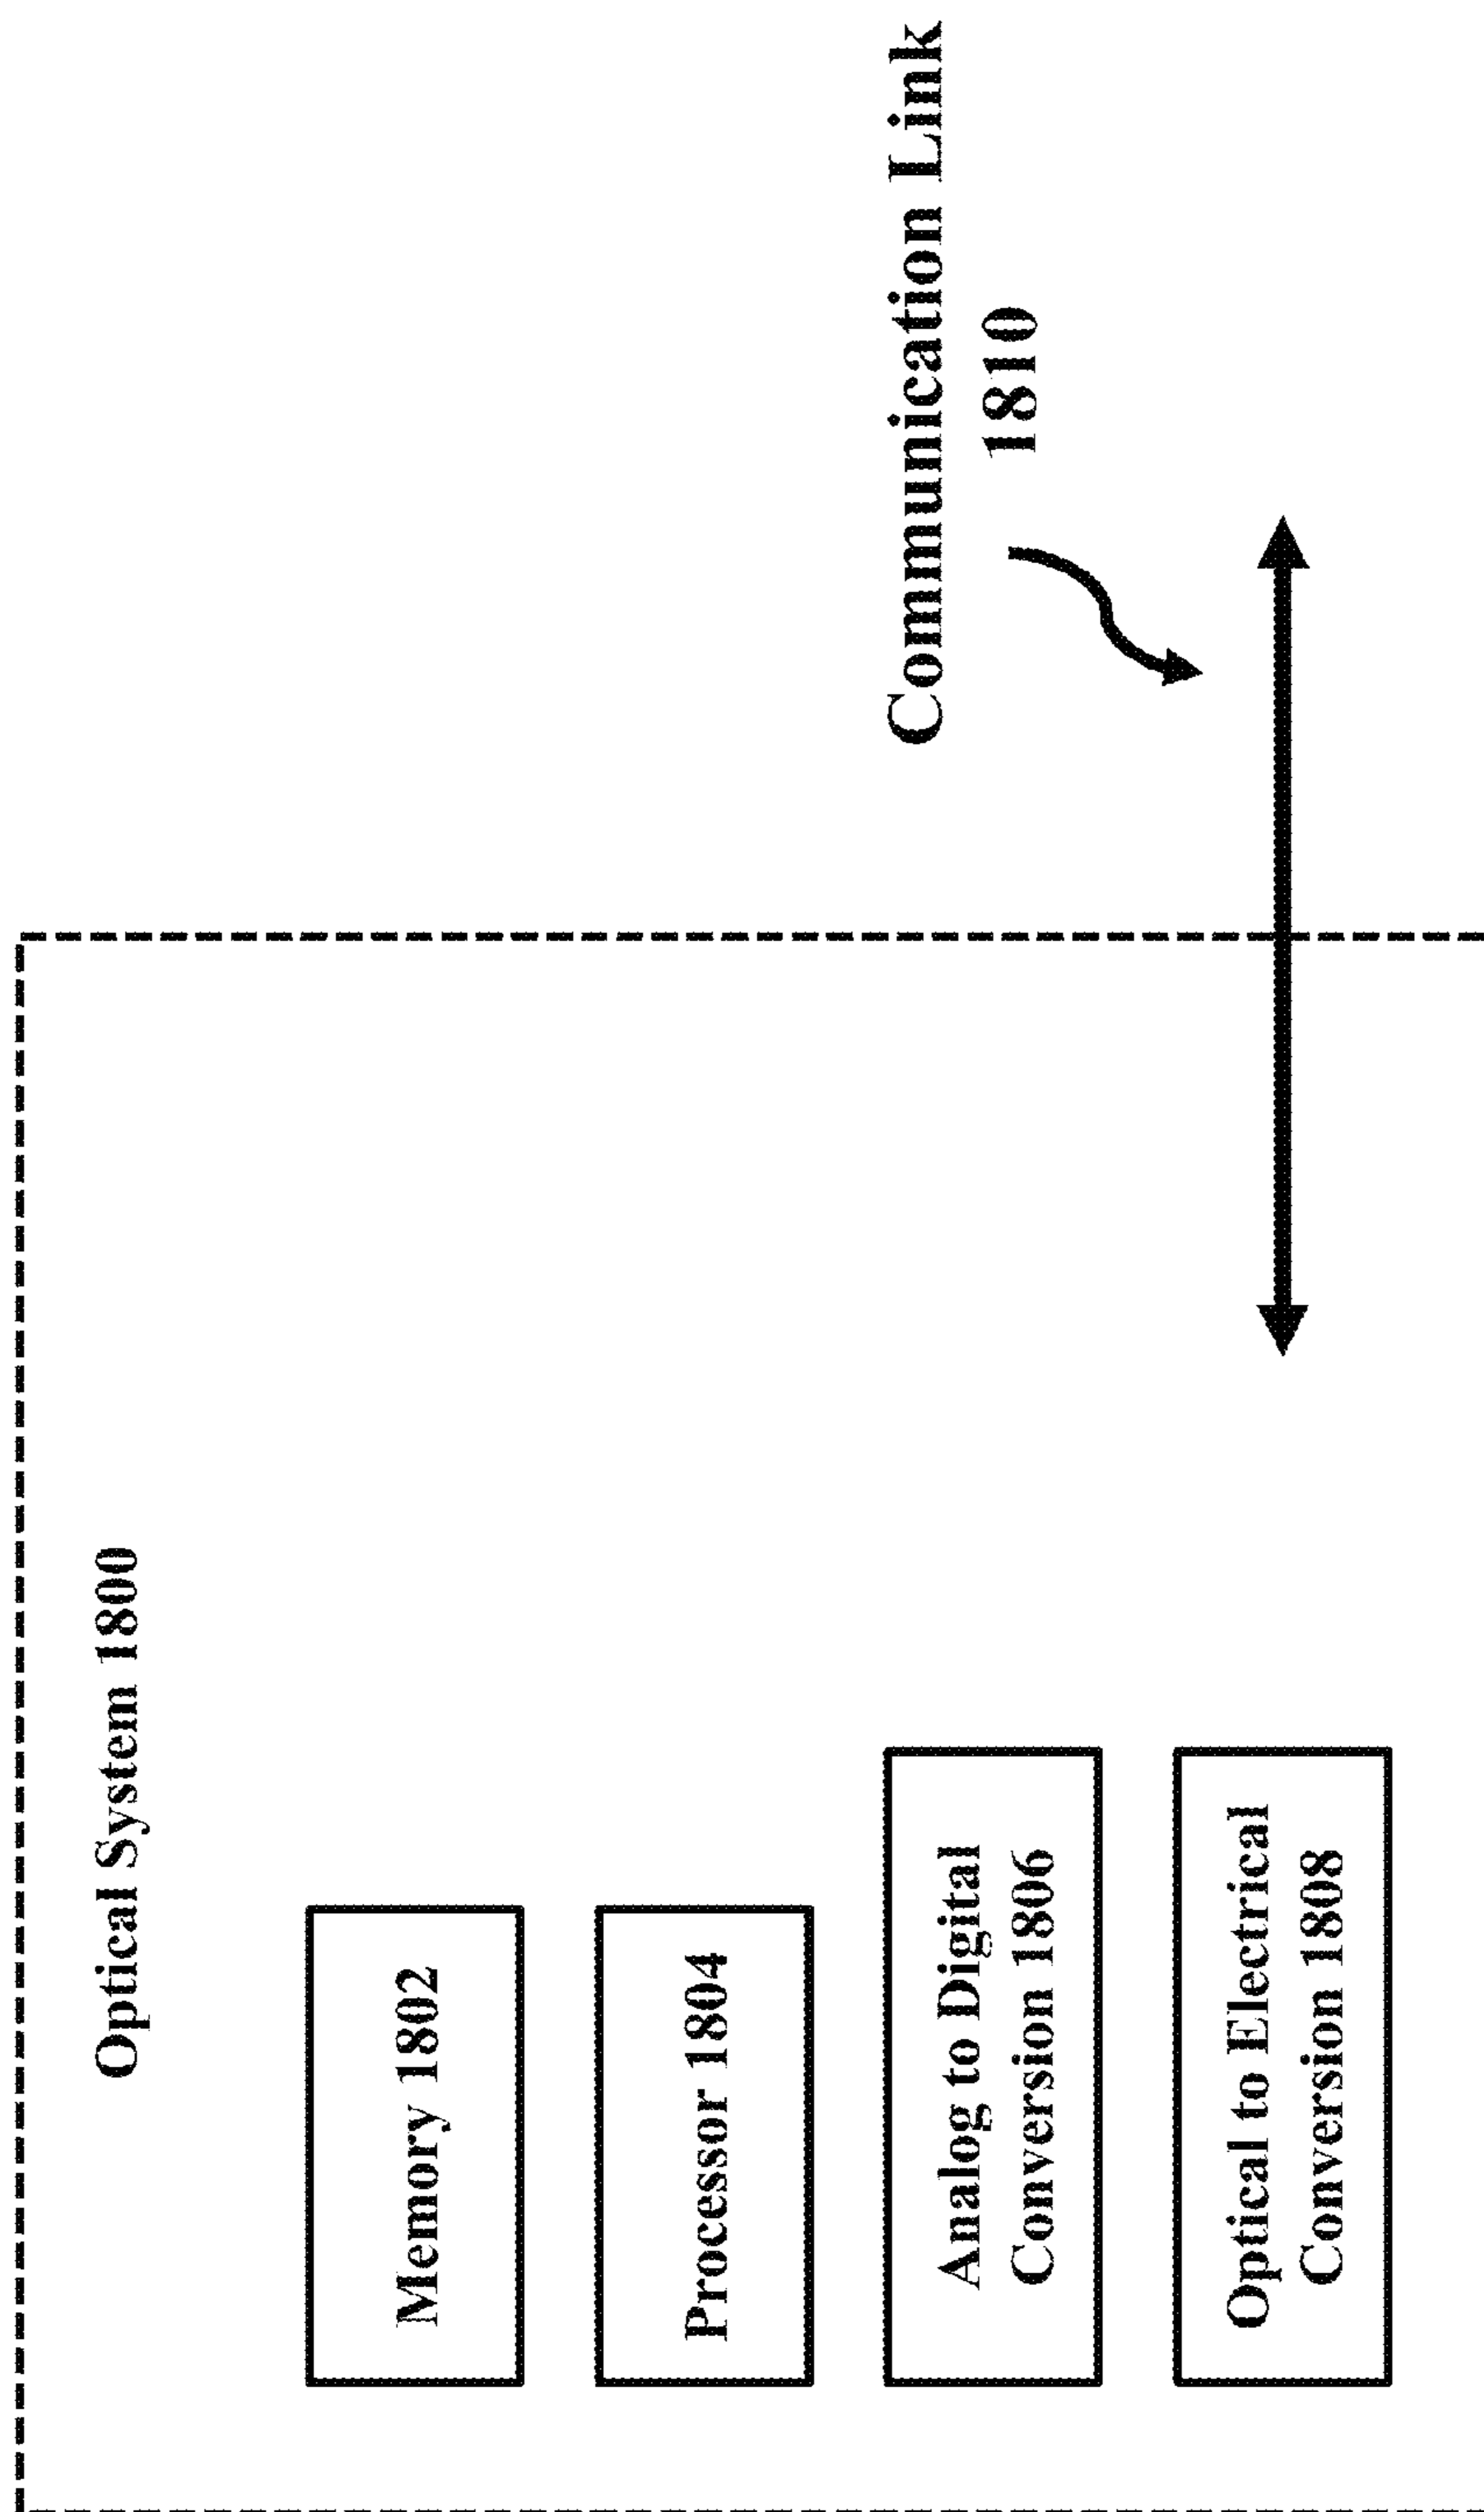 Optical System 1800
Memory 1802
Processor 1804
Analog to Digital
Conversion 1806
Optical to Electrical
Conversion 1808
Communication Link
1810